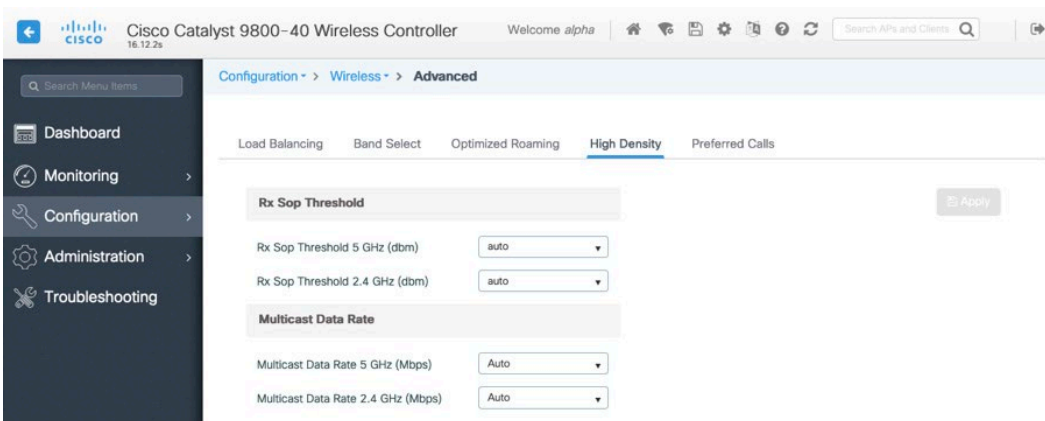 CISCO
Cisco Catalyst 9800-40 Wireless Controller
16.12.2s
Welcome alpha
Search APs and Clients
Search Menu Items
Dashboard
Monitoring
Configuration
Administration
Troubleshooting
Configuration > Wireless > Advanced
Load Balancing Band Select Optimized Roaming High Density Preferred Calls
Rx Sop Threshold
Apply
Rx Sop Threshold 5 GHz (dbm) auto
Rx Sop Threshold 2.4 GHz (dbm) auto
Multicast Data Rate
Multicast Data Rate 5 GHz (Mbps) Auto
Multicast Data Rate 2.4 GHz (Mbps) Auto